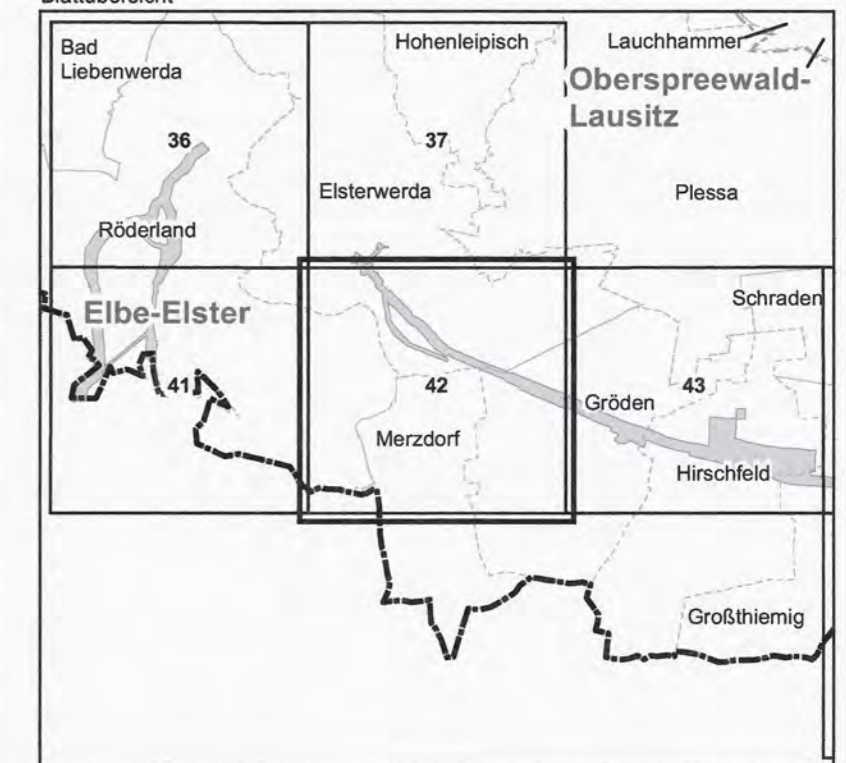 Blattübersicht
Bad
Liebenwerda
Hohenleipisch
Lauchhammer
Oberspreewald-
Lausitz
36
37
Elsterwerda
Plessa
Röderland
Schraden
Elbe-Elster
41
42
43
Gröden
Merzdorf
Hirschfeld
Großthiemig